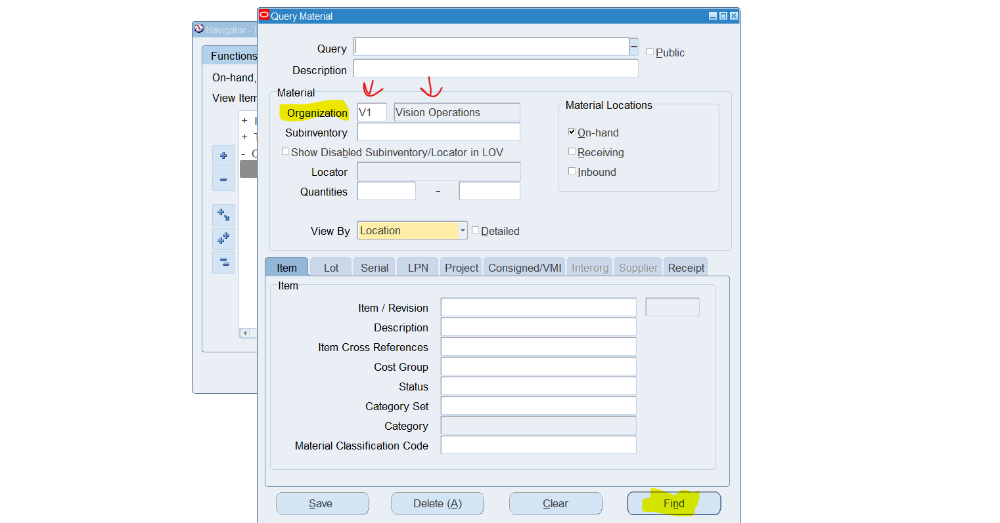 Query Material
Navigator -
Functions
On-hand,
View Item
Query
Public
Description
Material
Organization V1 Vision Operations
Subinventory
Show Disabled Subinventory/Locator in LOV
Locator
Quantities -
View By Location Detailed
Material Locations
On-hand
Receiving
Inbound
Item Lot Serial LPN Project Consigned/VMI Interorg Supplier Receipt
Item
Item / Revision
Description
Item Cross References
Cost Group
Status
Category Set
Category
Material Classification Code
Save Delete (A) Clear Find